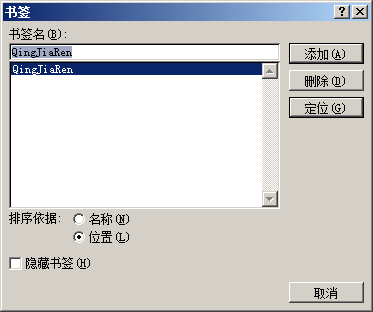 书签
书签名(B):
QingJiaRen
添加(A)
QingJiaRen
删除(D)
定位(G)
排序依据:
名称(N)
位置(L)
隐藏书签(H)
取消